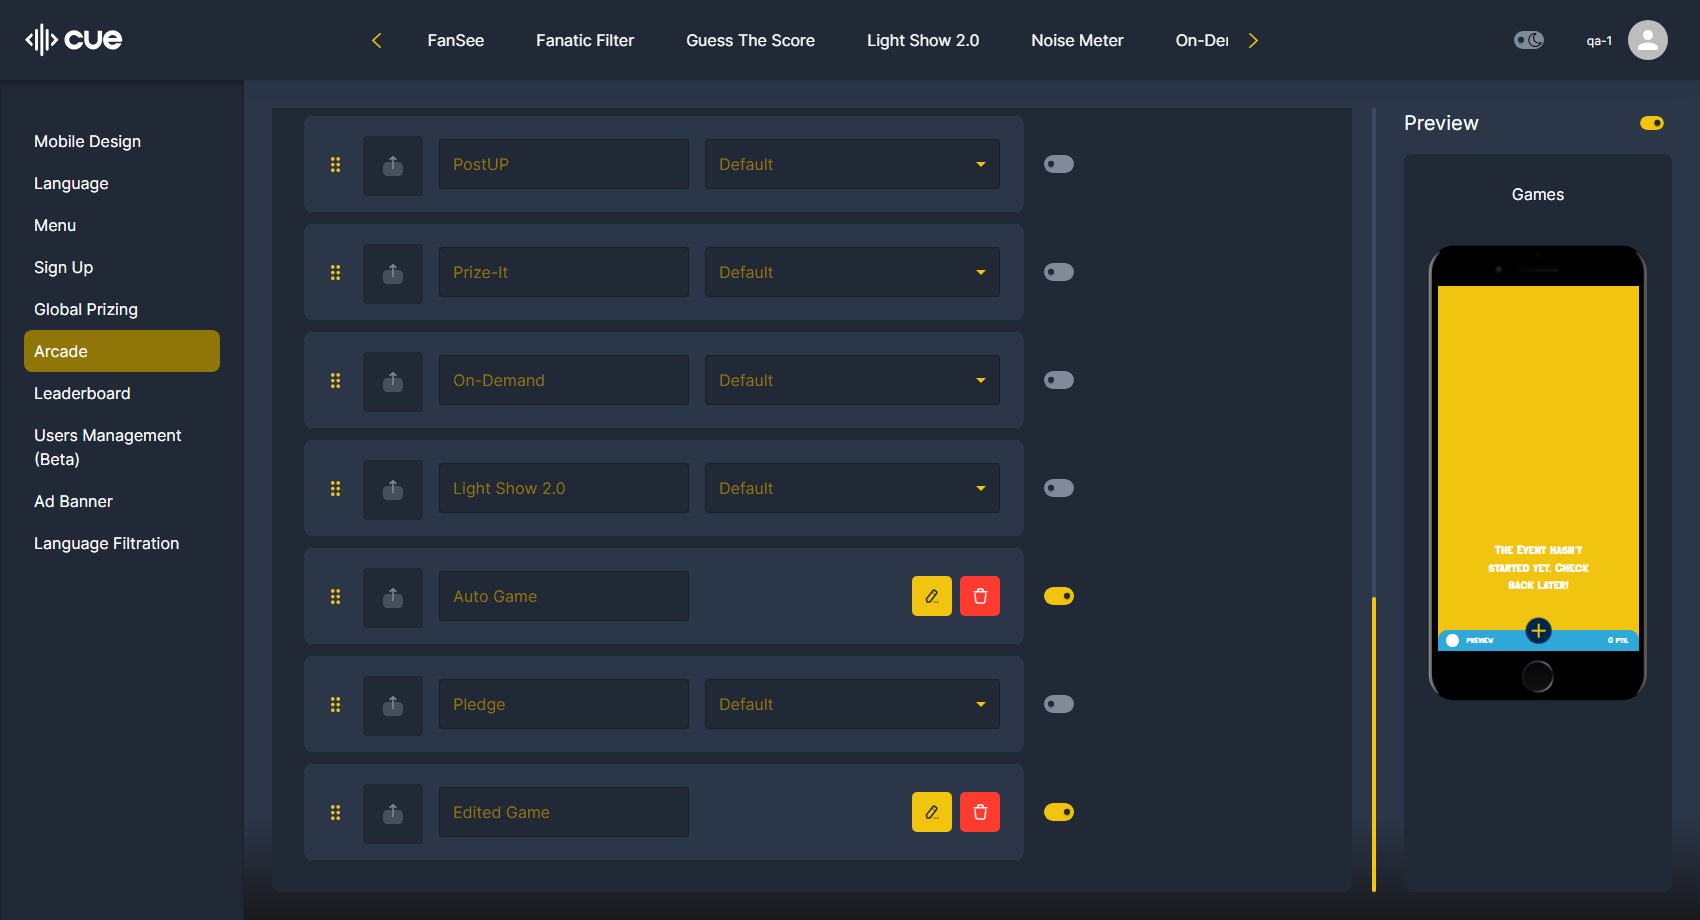 cue
FanSee
Fanatic Filter
Guess The Score
Light Show 2.0
Noise Meter
On-Der
qa-1
Mobile Design
Language
Menu
Sign Up
Global Prizing
Arcade
Leaderboard
Users Management
(Beta)
Ad Banner
Language Filtration
PostUP
Default
Prize-It
Default
On-Demand
Default
Light Show 2.0
Default
Auto Game
Pledge
Default
Edited Game
Preview
Games
The Event hasn't
started yet. Check
back later!
PREVIEW
0 PTS.